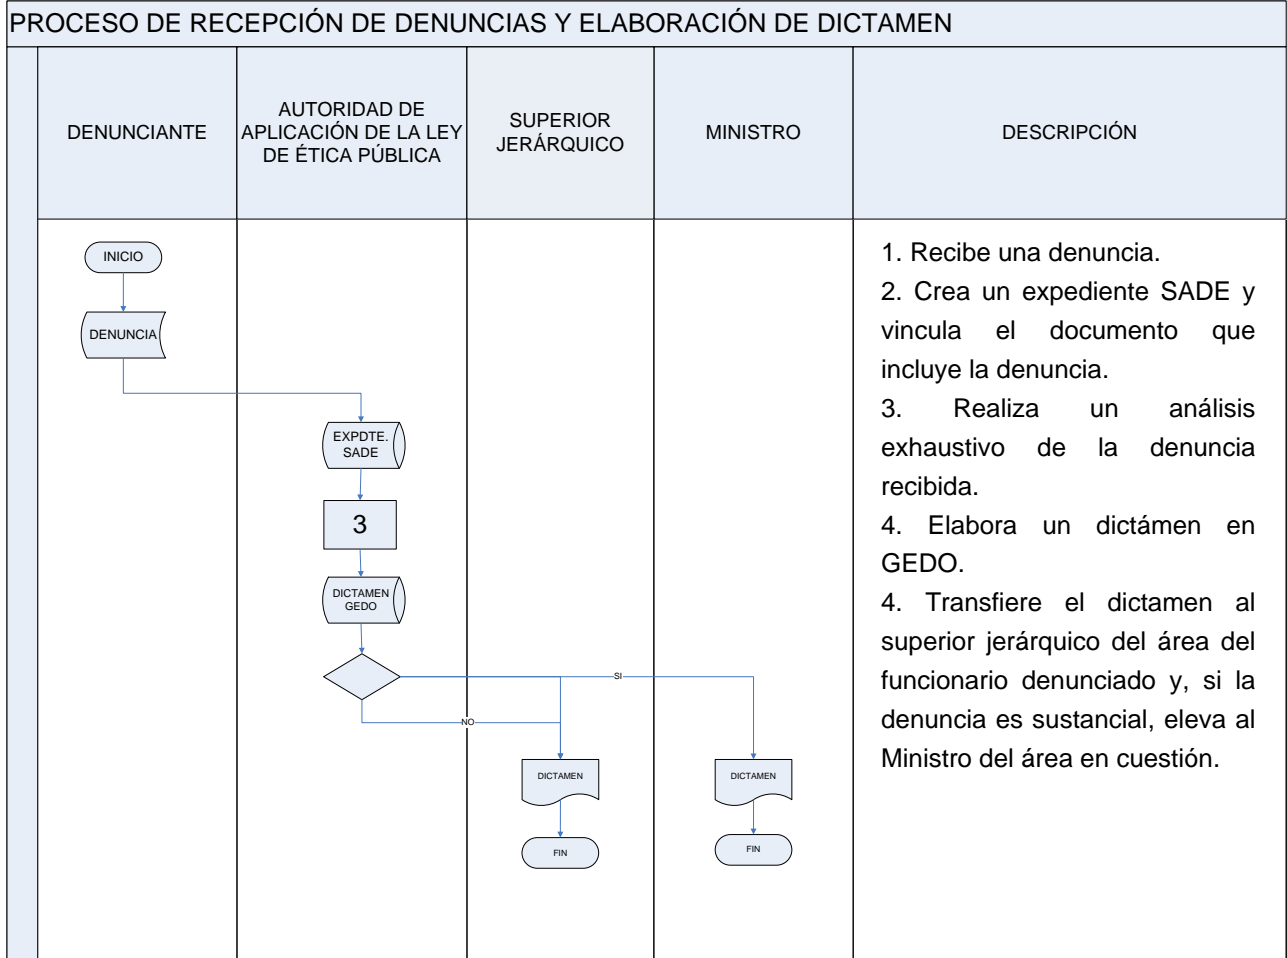 PROCESO DE RECEPCIÓN DE DENUNCIAS Y ELABORACIÓN DE DICTAMEN
DENUNCIANTE
AUTORIDAD DE
APLICACIÓN DE LA LEY
DE ÉTICA PÚBLICA
SUPERIOR
JERÁRQUICO
MINISTRO
DESCRIPCIÓN
INICIO
DENUNCIA
EXPDTE.
SADE
3
DICTAMEN
GEDO
SI
NO
DICTAMEN
DICTAMEN
FIN
FIN
1. Recibe una denuncia.
2. Crea un expediente SADE y
vincula el documento que
incluye la denuncia.
3. Realiza un análisis
exhaustivo de la denuncia
recibida.
4. Elabora un dictámen en
GEDO.
4. Transfiere el dictamen al
superior jerárquico del área del
funcionario denunciado y, si la
denuncia es sustancial, eleva al
Ministro del área en cuestión.